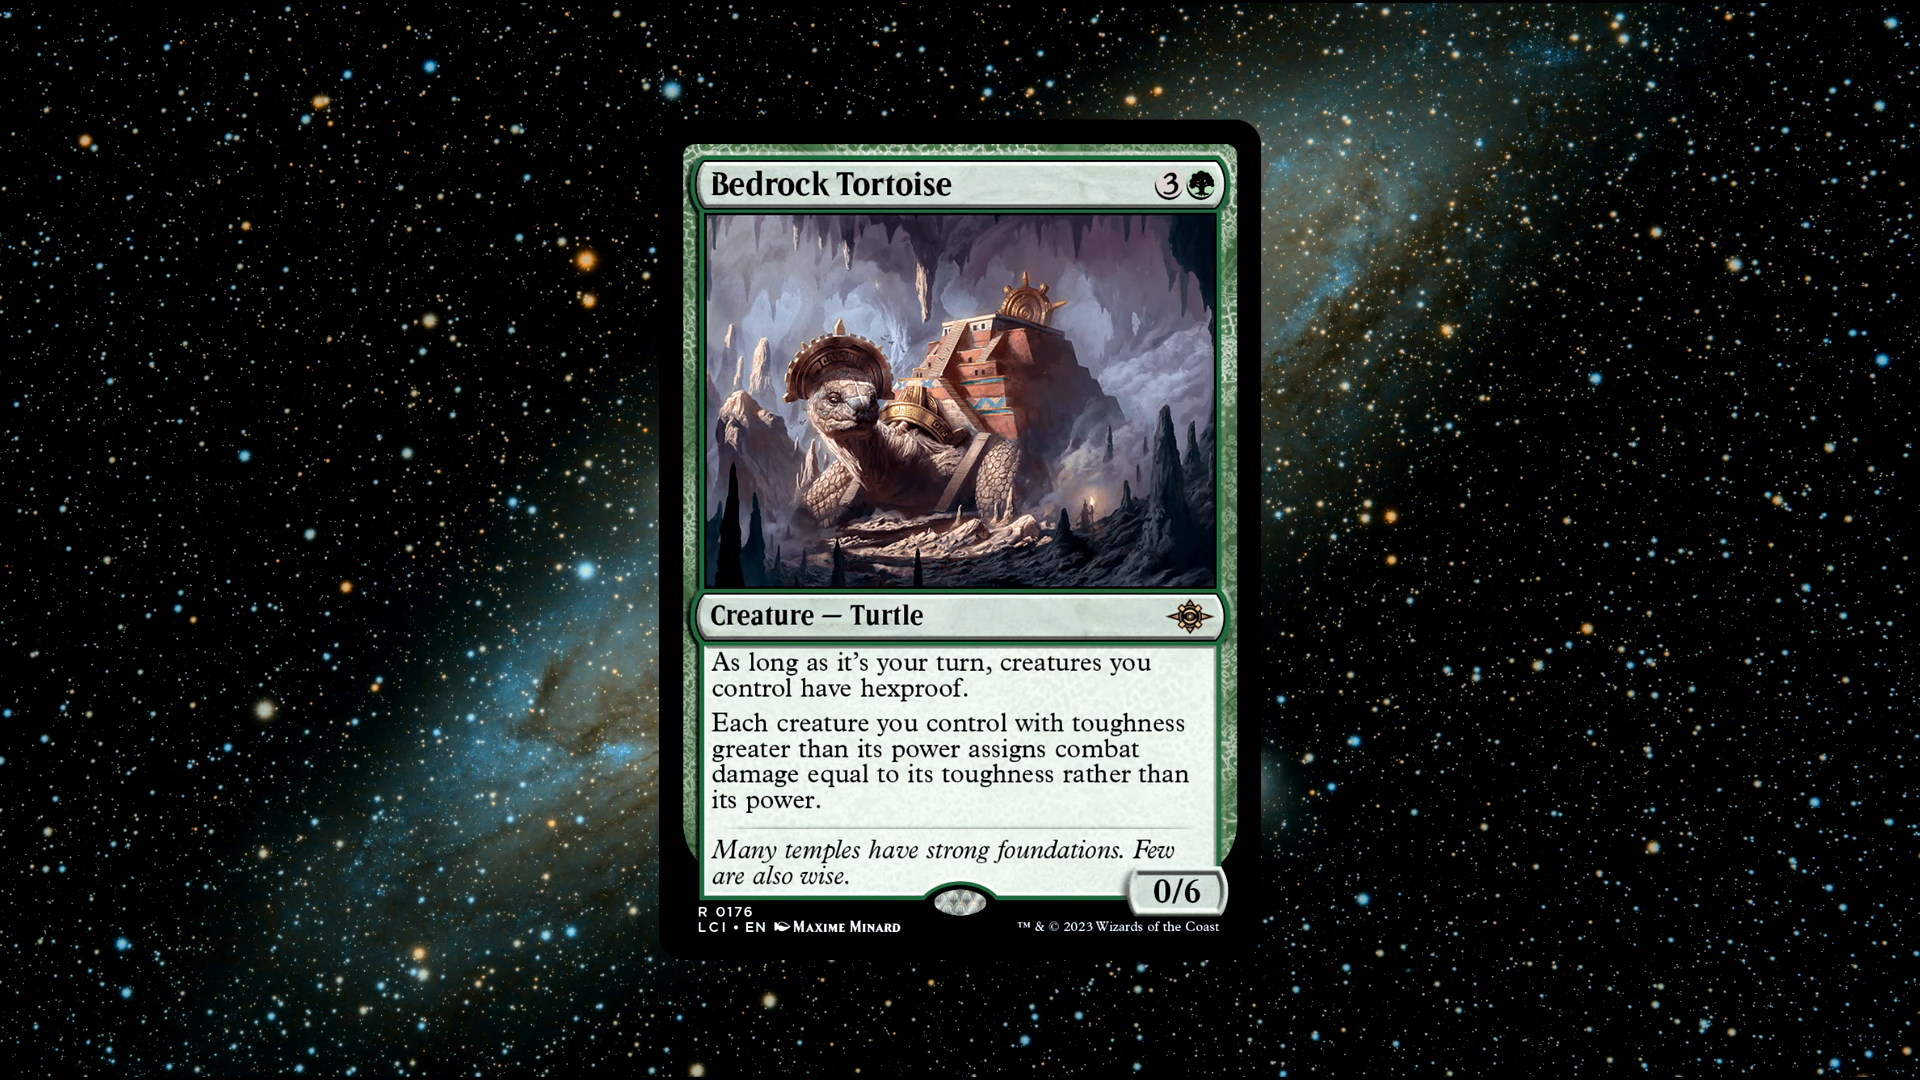 Bedrock Tortoise 3
Creature — Turtle
As long as it’s your turn, creatures you
control have hexproof.
Each creature you control with toughness
greater than its power assigns combat
damage equal to its toughness rather than
its power.
Many temples have strong foundations. Few
are also wise.
0/6
R 0176
LCI • EN Maxime Minard
™ & © 2023 Wizards of the Coast